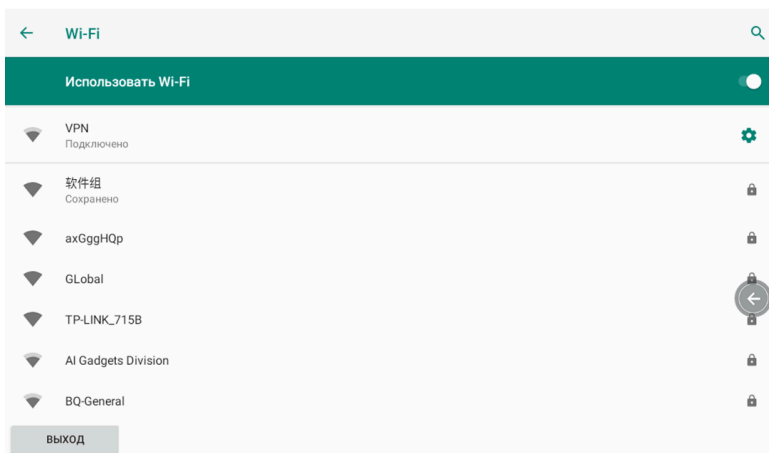 Wi-Fi
Использовать Wi-Fi
VPN
Подключено
软件组
Сохранено
axGggHQp
GLobal
TP-LINK_715B
AI Gadgets Division
BQ-General
ВЫХОД